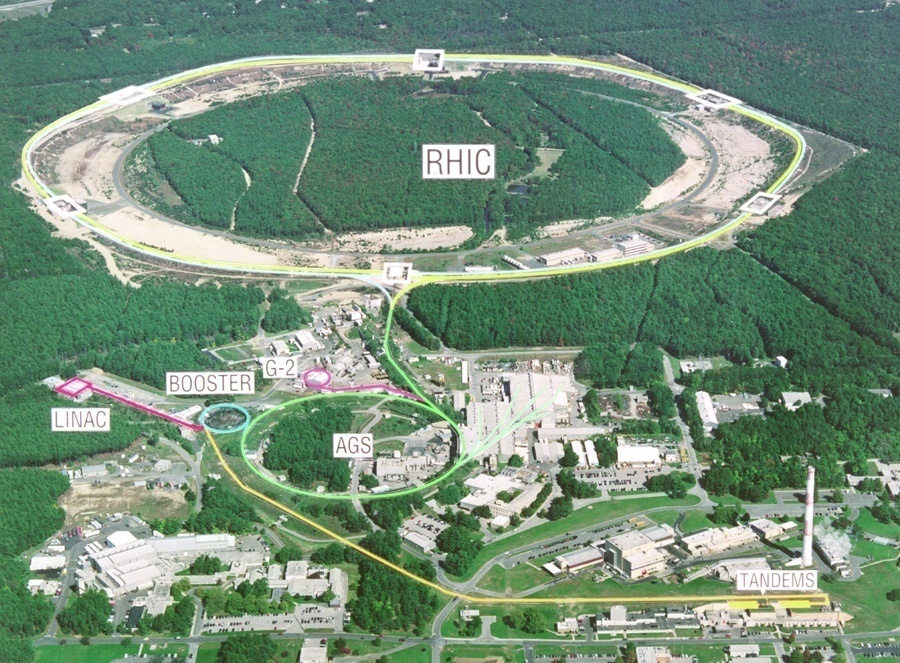 RHIC
G-2
BOOSTER
LINAC
AGS
TANDEMS